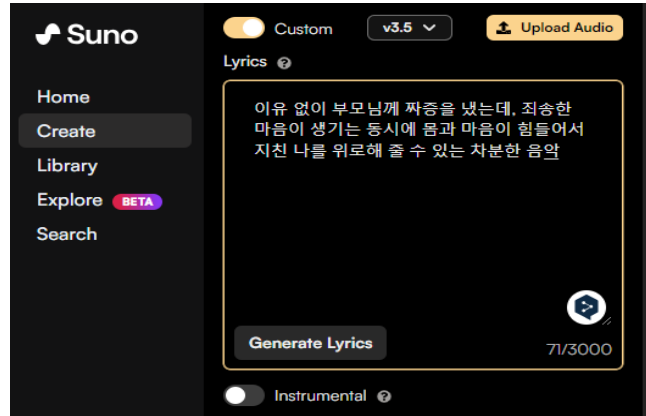 Suno
Custom
v3.5
Upload Audio
Lyrics
이유 없이 부모님께 짜증을 냈는데, 죄송한
마음이 생기는 동시에 몸과 마음이 힘들어서
지친 나를 위로해 줄 수 있는 차분한 음악
Home
Create
Library
Explore BETA
Search
Generate Lyrics
71/3000
Instrumental